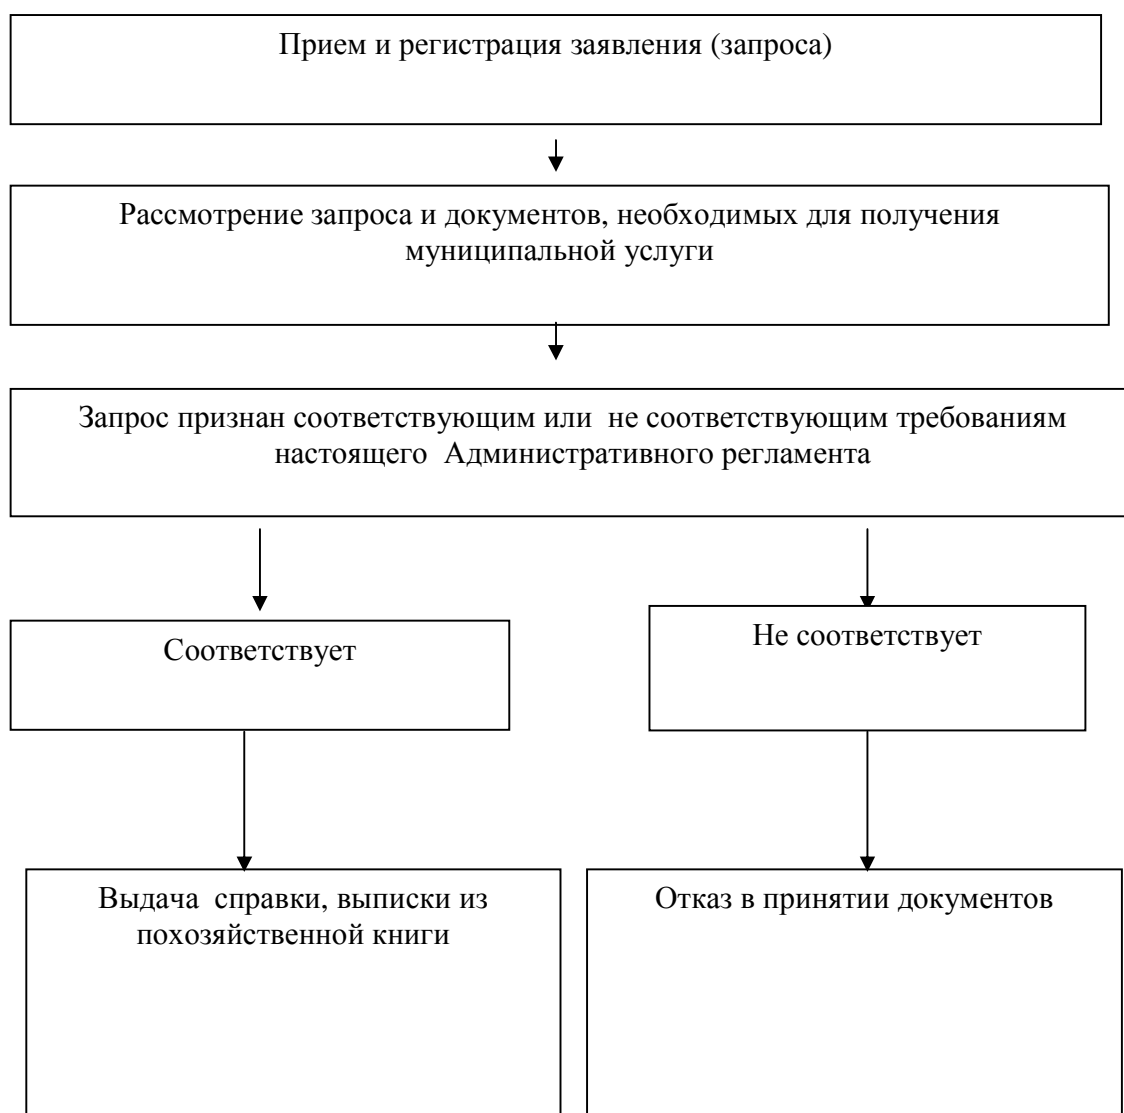 Прием и регистрация заявления (запроса)
Рассмотрение запроса и документов, необходимых для получения
муниципальной услуги
Запрос признан соответствующим или  не соответствующим требованиям
настоящего  Административного регламента
Соответствует
Не соответствует
Выдача  справки, выписки из
похозяйственной книги
Отказ в принятии документов